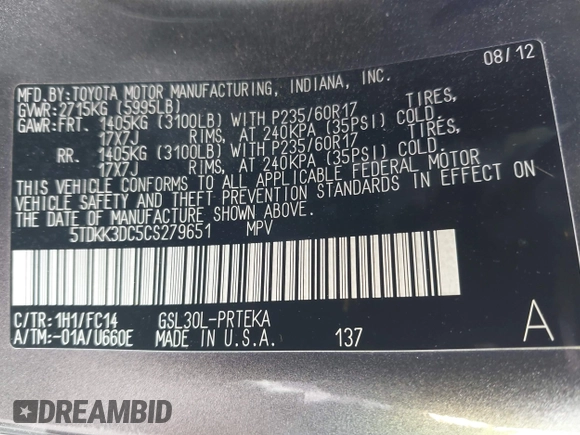 08/12
MFD.BY:TOYOTA MOTOR MANUFACTURING, INDIANA, INC.
GVWR:2715KG (5995LB)
GAWR:FRT. 1405KG (3100LB) WITH P235/60R17 TIRES,
17X7J RIMS, AT 240KPA (35PSI) COLD.
RR. 1405KG (3100LB) WITH P235/60R17 TIRES,
17X7J RIMS, AT 240KPA (35PSI) COLD.
THIS VEHICLE CONFORMS TO ALL APPLICABLE FEDERAL MOTOR
VEHICLE SAFETY AND THEFT PREVENTION STANDARDS IN EFFECT ON
THE DATE OF MANUFACTURE SHOWN ABOVE.
5TDKK3DC5CS279651 MPV
C/TR:1H1/FC14 GSL30L-PRTEKA
A/TM:-01A/U660E MADE IN U.S.A. 137 A
DREAMBID